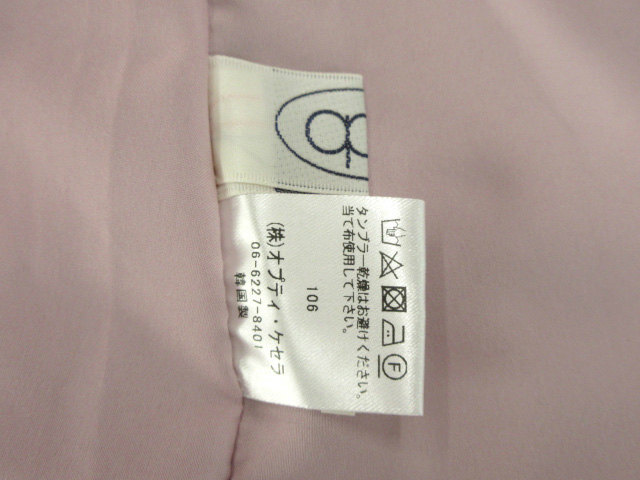 タンブラー乾燥はお避けください。
当て布使用して下さい。
106
(株)オプティ・ケセラ
06-6227-8401
韓国製